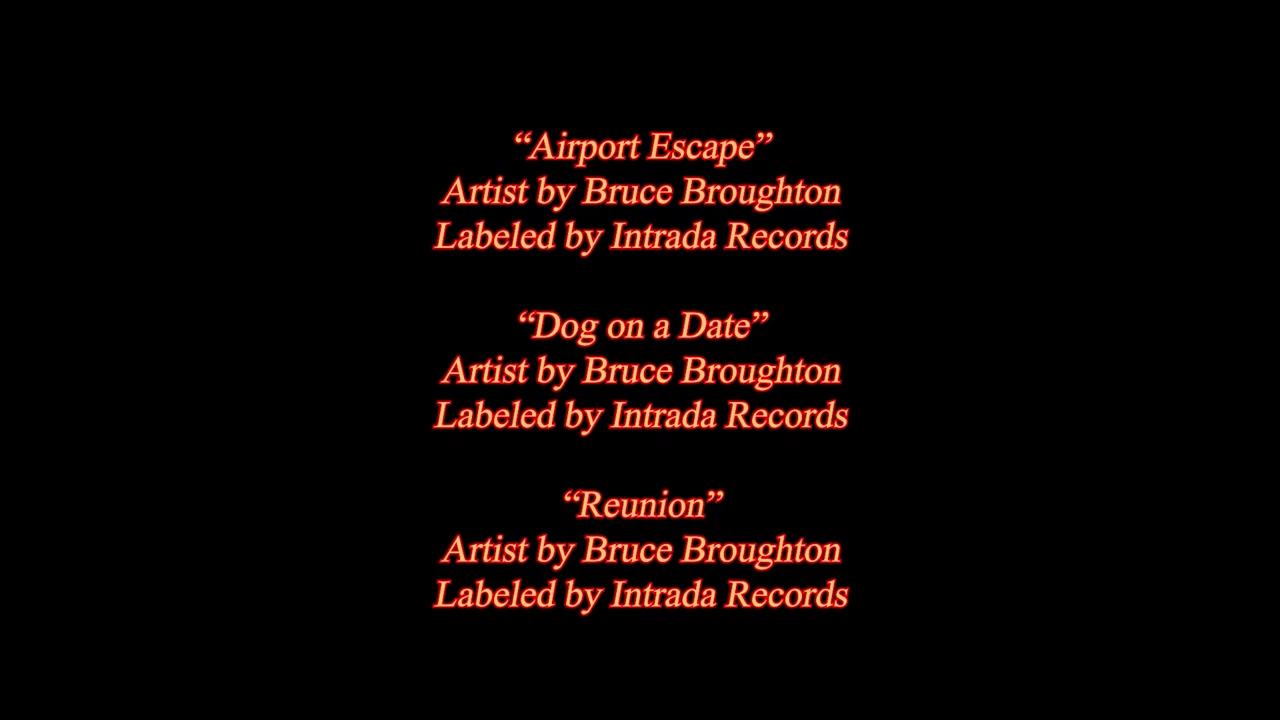 “Airport Escape”
Artist by Bruce Broughton
Labeled by Intrada Records
“Dog on a Date”
Artist by Bruce Broughton
Labeled by Intrada Records
“Reunion”
Artist by Bruce Broughton
Labeled by Intrada Records